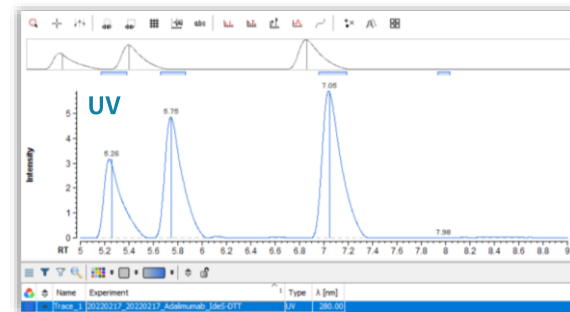 abc
UV
7.05
5.75
5.26
7.98
5
4
3
2
1
0
Intensity
RT 5 5.2 5.4 5.6 5.8 6 6.2 6.4 6.6 6.8 7 7.2 7.4 7.6 7.8 8 8.2 8.4 8.6 8.8 9
Name Experiment 1 Type λ [nm]
Trace_1 20220217_20220217_Adalimumab_IdeS-DTT UV 280.00